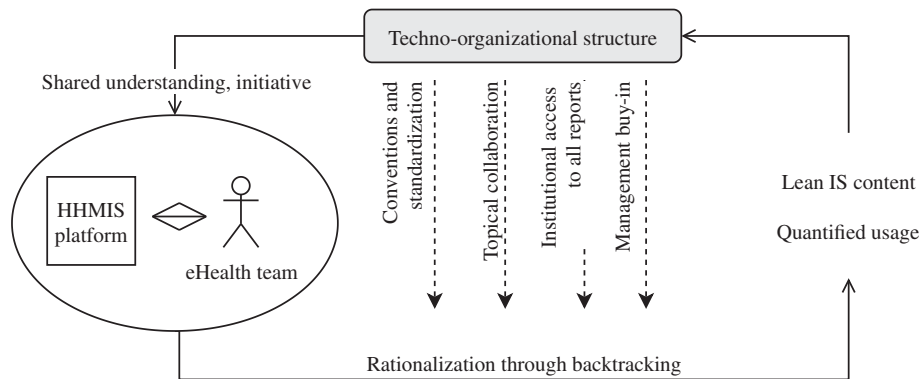 Techno-organizational structure
Shared understanding, initiative
Conventions and
standardization
Topical collaboration
Institutional access
to all reports
Management buy-in
HHMIS
platform
eHealth team
Lean IS content
Quantified usage
Rationalization through backtracking